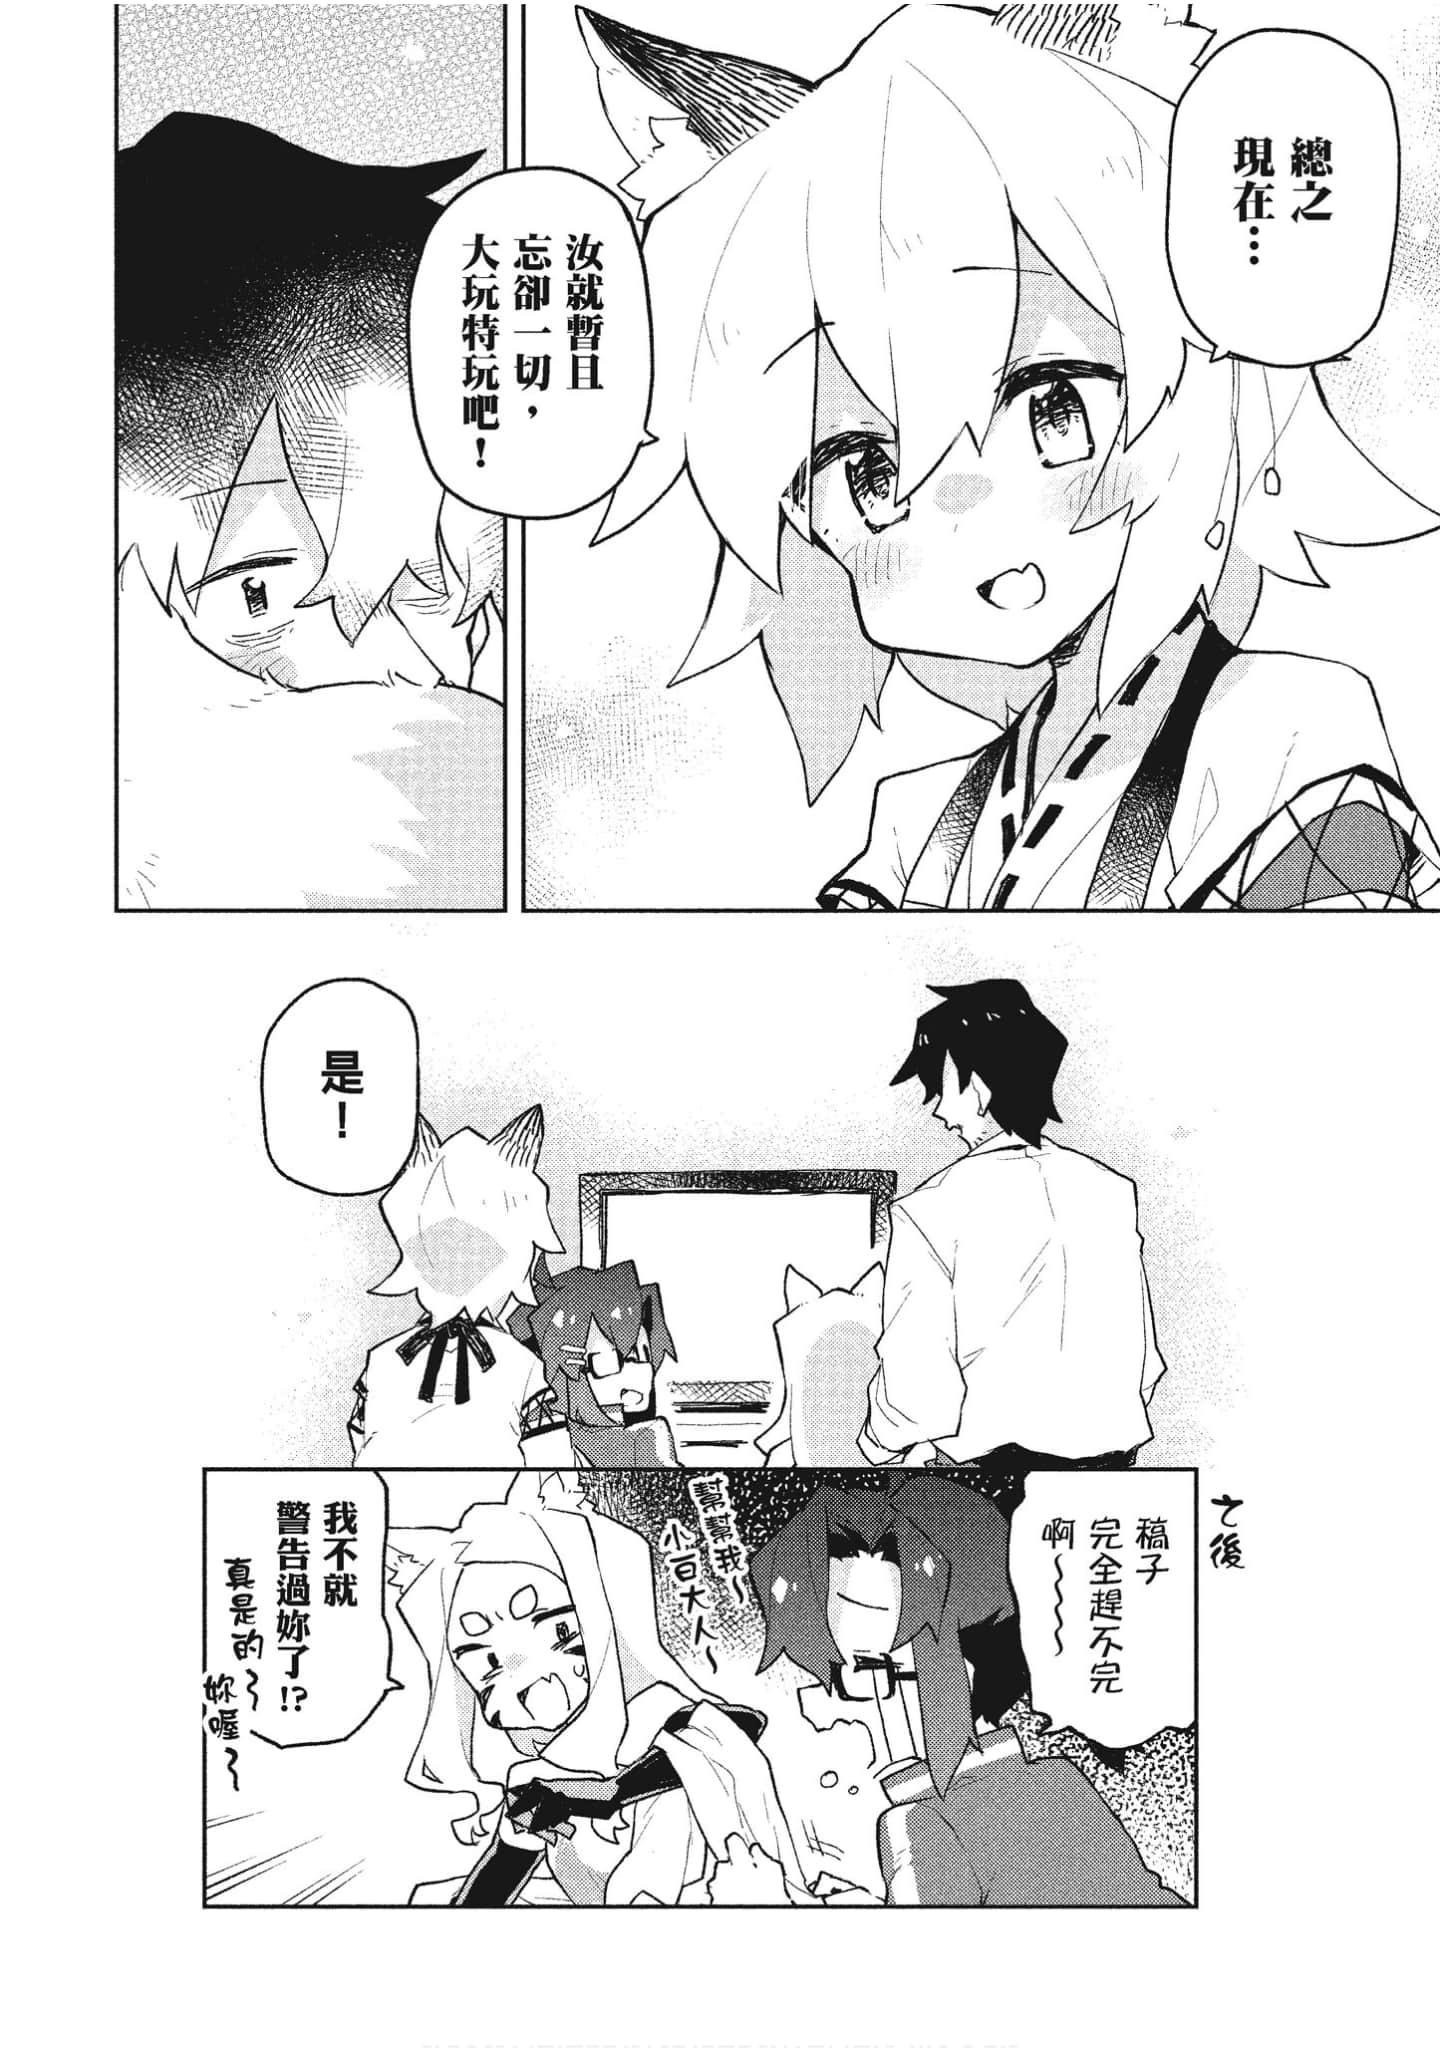 總之
現在…
汝就暫且
忘卻一切，
大玩特玩吧！
是！
之後
稿子
完全趕不完
啊～～
幫幫我～
小百大人～
我不就
警告過妳了!?
真是的～
妳喔～